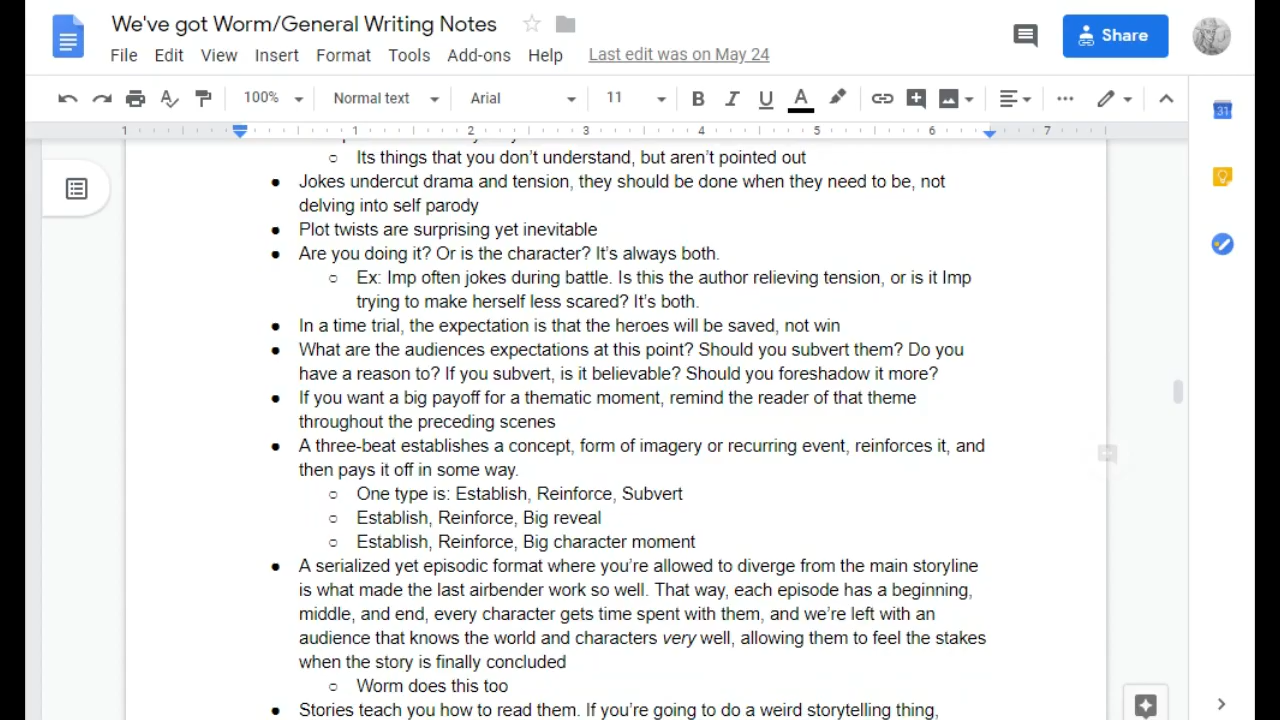 We've got Worm/General Writing Notes
File Edit View Insert Format Tools Add-ons Help Last edit was on May 24
Share
100% Normal text Arial 11 B I U A
1 1 2 3 4 5 6 7
31
○ Its things that you don't understand, but aren't pointed out
● Jokes undercut drama and tension, they should be done when they need to be, not
delving into self parody
● Plot twists are surprising yet inevitable
● Are you doing it? Or is the character? It's always both.
○ Ex: Imp often jokes during battle. Is this the author relieving tension, or is it Imp
trying to make herself less scared? It's both.
● In a time trial, the expectation is that the heroes will be saved, not win
● What are the audiences expectations at this point? Should you subvert them? Do you
have a reason to? If you subvert, is it believable? Should you foreshadow it more?
● If you want a big payoff for a thematic moment, remind the reader of that theme
throughout the preceding scenes
● A three-beat establishes a concept, form of imagery or recurring event, reinforces it, and
then pays it off in some way.
○ One type is: Establish, Reinforce, Subvert
○ Establish, Reinforce, Big reveal
○ Establish, Reinforce, Big character moment
● A serialized yet episodic format where you're allowed to diverge from the main storyline
is what made the last airbender work so well. That way, each episode has a beginning,
middle, and end, every character gets time spent with them, and we're left with an
audience that knows the world and characters very well, allowing them to feel the stakes
when the story is finally concluded
○ Worm does this too
● Stories teach you how to read them. If you're going to do a weird storytelling thing,